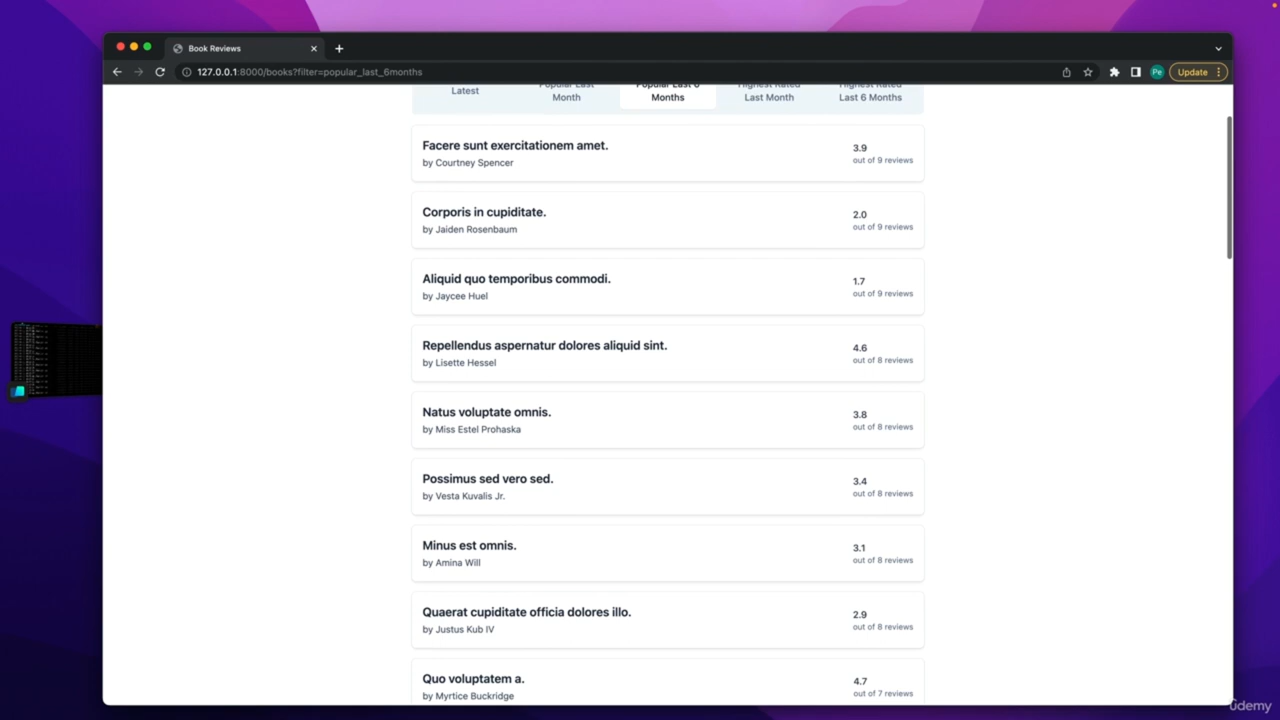 Book Reviews
127.0.0.1:8000/books?filter=popular_last_6months
Pe
Update
Latest
Popular Last
Month
Popular Last 6
Months
Highest Rated
Last Month
Highest Rated
Last 6 Months
Facere sunt exercitationem amet.
by Courtney Spencer
3.9
out of 9 reviews
Corporis in cupiditate.
by Jaiden Rosenbaum
2.0
out of 9 reviews
Aliquid quo temporibus commodi.
by Jaycee Huel
1.7
out of 9 reviews
Repellendus aspernatur dolores aliquid sint.
by Lisette Hessel
4.6
out of 8 reviews
Natus voluptate omnis.
by Miss Estel Prohaska
3.8
out of 8 reviews
Possimus sed vero sed.
by Vesta Kuvalis Jr.
3.4
out of 8 reviews
Minus est omnis.
by Amina Will
3.1
out of 8 reviews
Quaerat cupiditate officia dolores illo.
by Justus Kub IV
2.9
out of 8 reviews
Quo voluptatem a.
by Myrtice Buckridge
4.7
out of 7 reviews
ûdemy